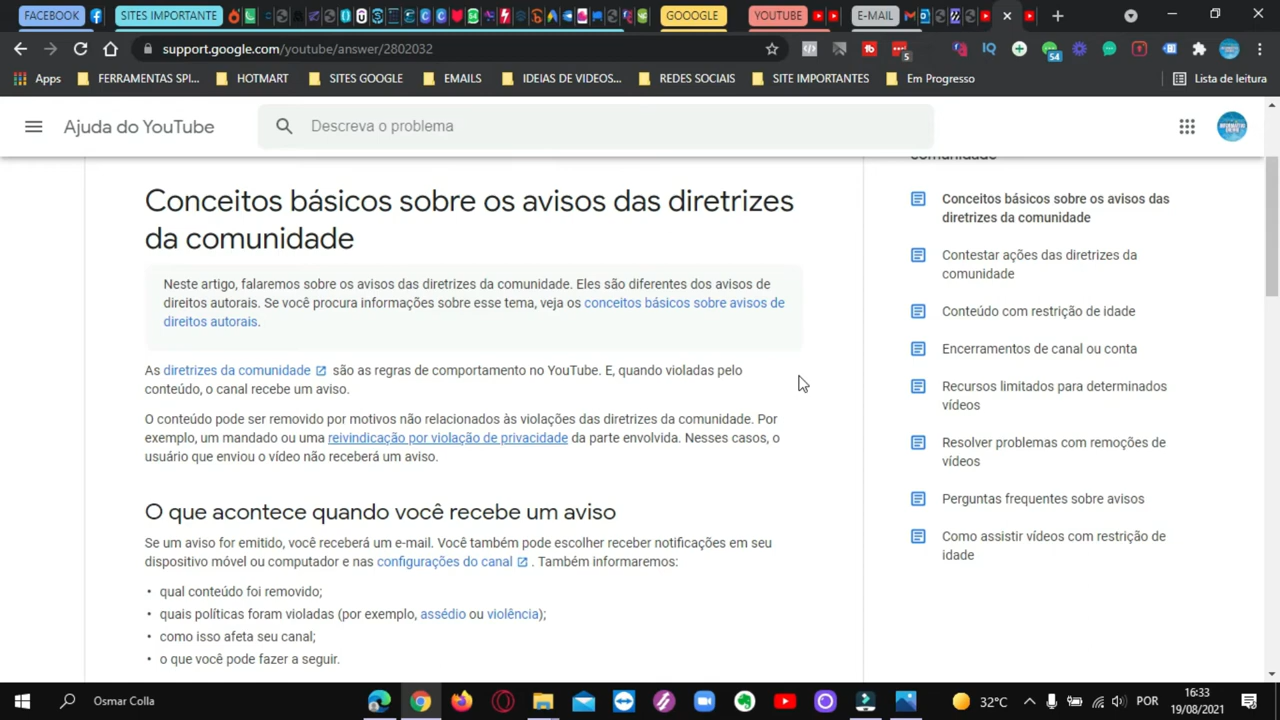 FACEBOOK
SITES IMPORTANTE
GOOOGLE
YOUTUBE
E-MAIL
support.google.com/youtube/answer/2802032
5
54
Apps
FERRAMENTAS SPI...
HOTMART
SITES GOOGLE
EMAILS
IDEIAS DE VIDEOS...
REDES SOCIAIS
SITE IMPORTANTES
Em Progresso
Lista de leitura
Ajuda do YouTube
Descreva o problema
Conceitos básicos sobre os avisos das diretrizes
da comunidade
Neste artigo, falaremos sobre os avisos das diretrizes da comunidade. Eles são diferentes dos avisos de
direitos autorais. Se você procura informações sobre esse tema, veja os conceitos básicos sobre avisos de
direitos autorais.
As diretrizes da comunidade são as regras de comportamento no YouTube. E, quando violadas pelo
conteúdo, o canal recebe um aviso.
O conteúdo pode ser removido por motivos não relacionados às violações das diretrizes da comunidade. Por
exemplo, um mandado ou uma reivindicação por violação de privacidade da parte envolvida. Nesses casos, o
usuário que enviou o vídeo não receberá um aviso.
O que acontece quando você recebe um aviso
Se um aviso for emitido, você receberá um e-mail. Você também pode escolher receber notificações em seu
dispositivo móvel ou computador e nas configurações do canal . Também informaremos:
• qual conteúdo foi removido;
• quais políticas foram violadas (por exemplo, assédio ou violência);
• como isso afeta seu canal;
• o que você pode fazer a seguir.
comunidade
Conceitos básicos sobre os avisos das
diretrizes da comunidade
Contestar ações das diretrizes da
comunidade
Conteúdo com restrição de idade
Encerramentos de canal ou conta
Recursos limitados para determinados
vídeos
Resolver problemas com remoções de
vídeos
Perguntas frequentes sobre avisos
Como assistir vídeos com restrição de
idade
Osmar Colla
32°C
POR
16:33
19/08/2021